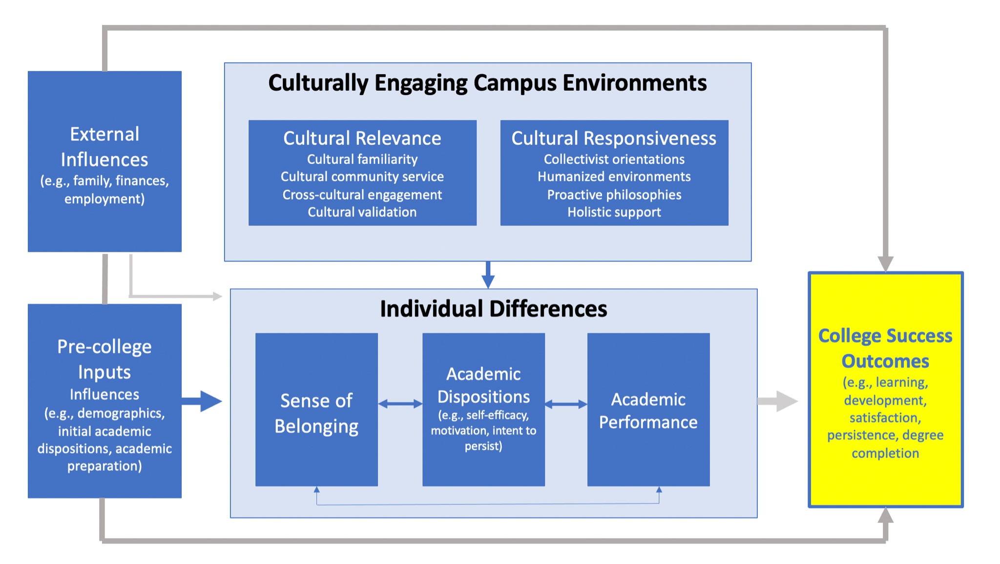 Culturally Engaging Campus Environments
External
Influences
(e.g., family, finances,
employment)
Cultural Relevance
Cultural familiarity
Cultural community service
Cross-cultural engagement
Cultural validation
Cultural Responsiveness
Collectivist orientations
Humanized environments
Proactive philosophies
Holistic support
Pre-college
Inputs
Influences
(e.g., demographics,
initial academic
dispositions, academic
preparation)
Individual Differences
Sense of
Belonging
Academic
Dispositions
(e.g., self-efficacy,
motivation, intent to
persist)
Academic
Performance
College Success
Outcomes
(e.g., learning,
development,
satisfaction,
persistence, degree
completion